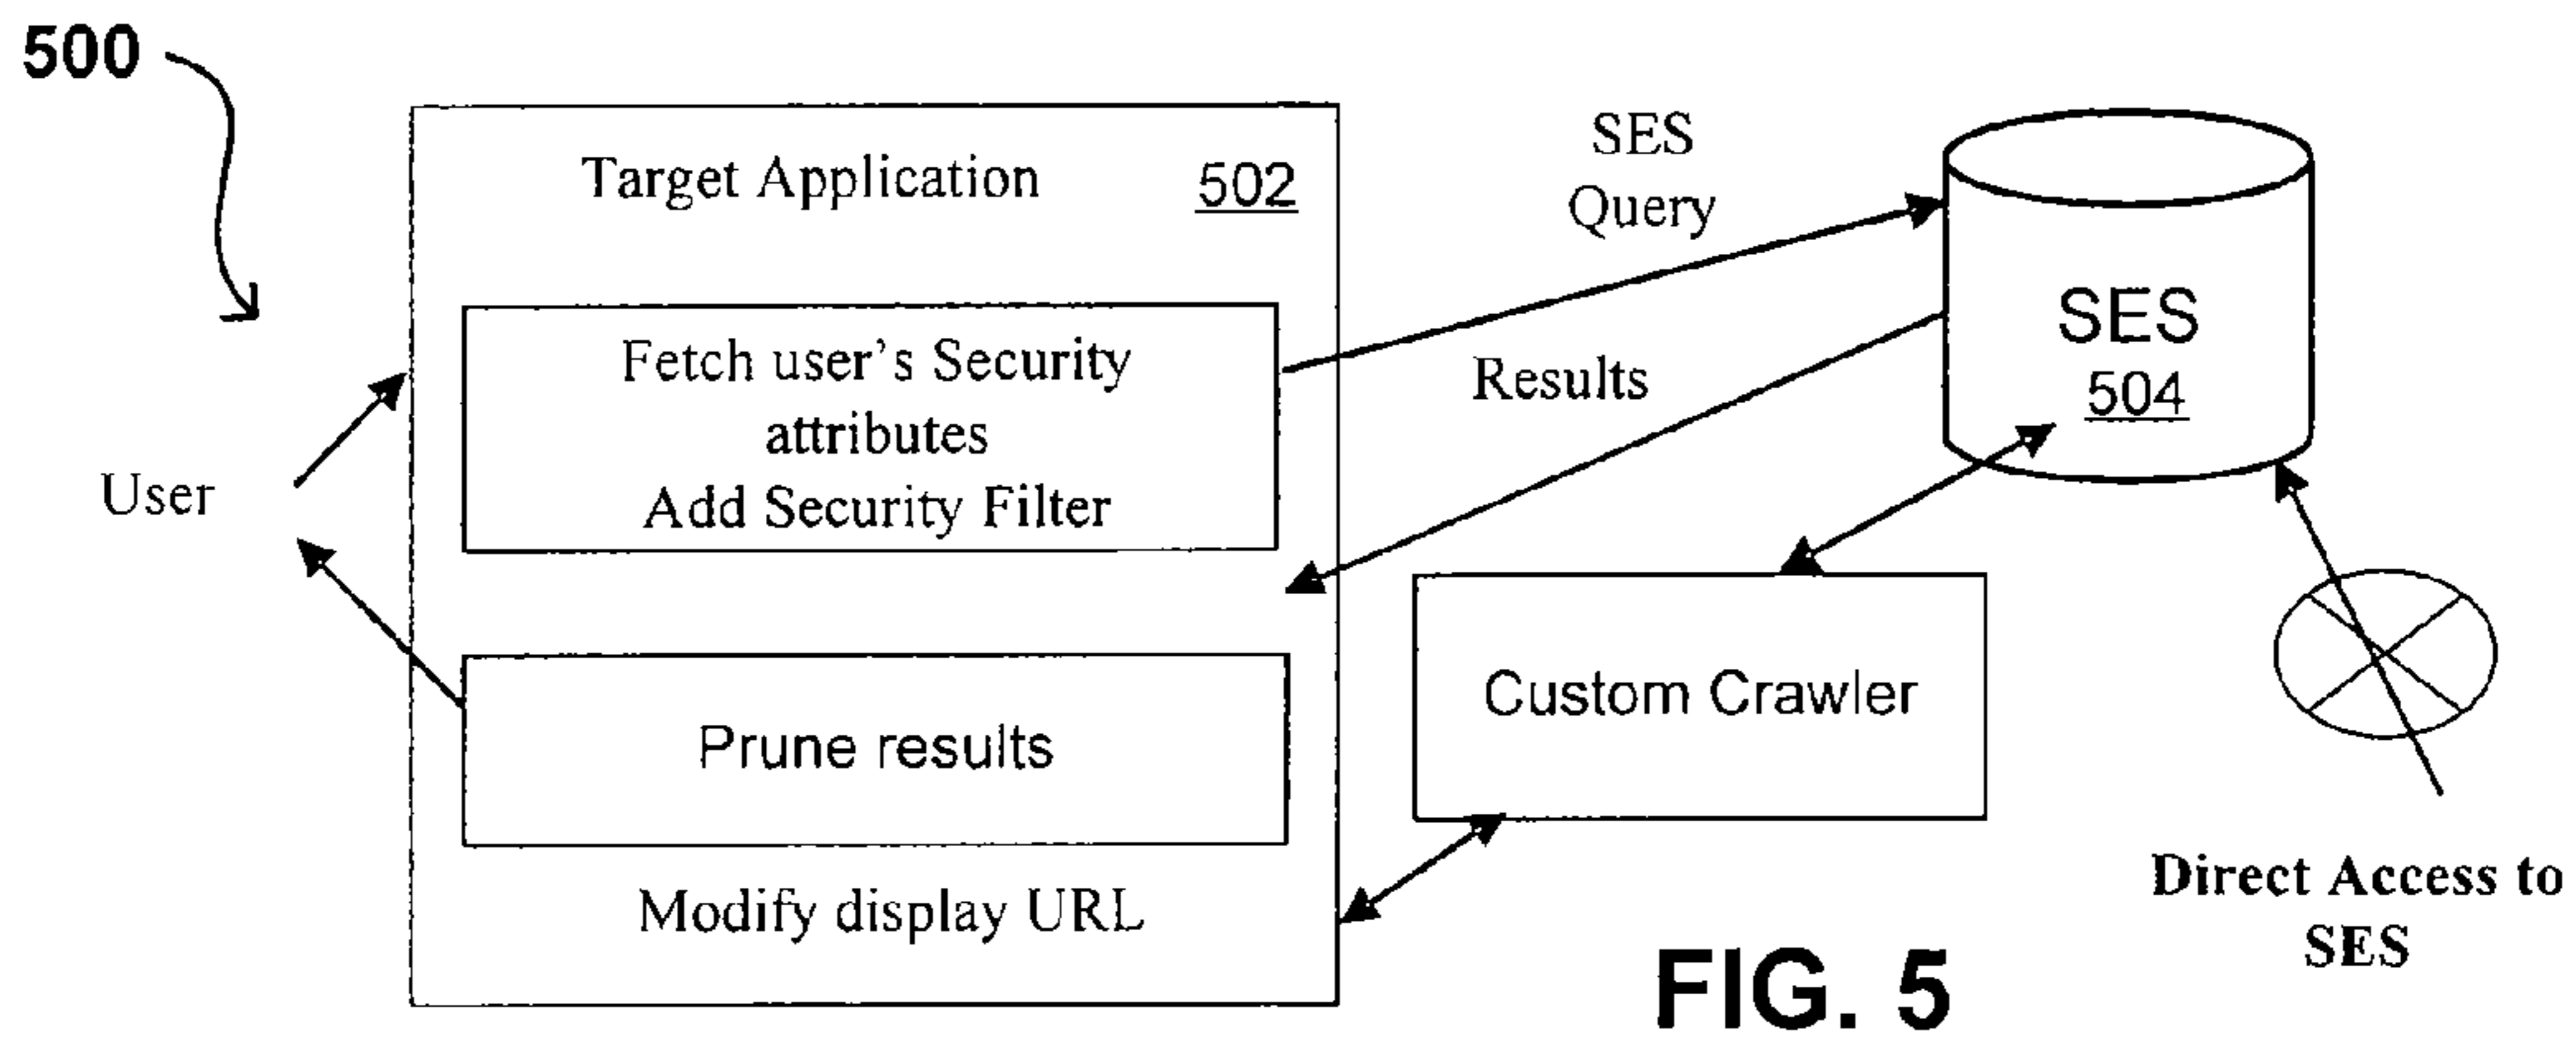 500
Target Application 502
Fetch user's Security
attributes
Add Security Filter
User
Prune results
Modify display URL
SES
Query
Results
SES
504
Custom Crawler
Direct Access to
SES
FIG. 5